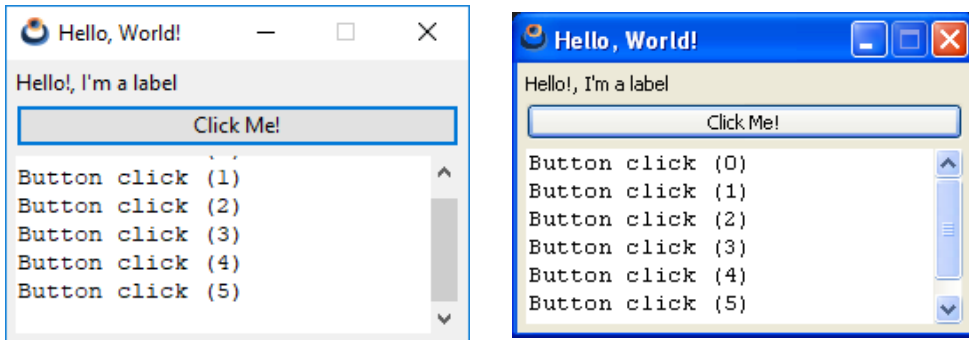 Hello, World!
Hello!, I'm a label
Click Me!
Button click (1)
Button click (2)
Button click (3)
Button click (4)
Button click (5)
Hello, World!
Hello!, I'm a label
Click Me!
Button click (0)
Button click (1)
Button click (2)
Button click (3)
Button click (4)
Button click (5)